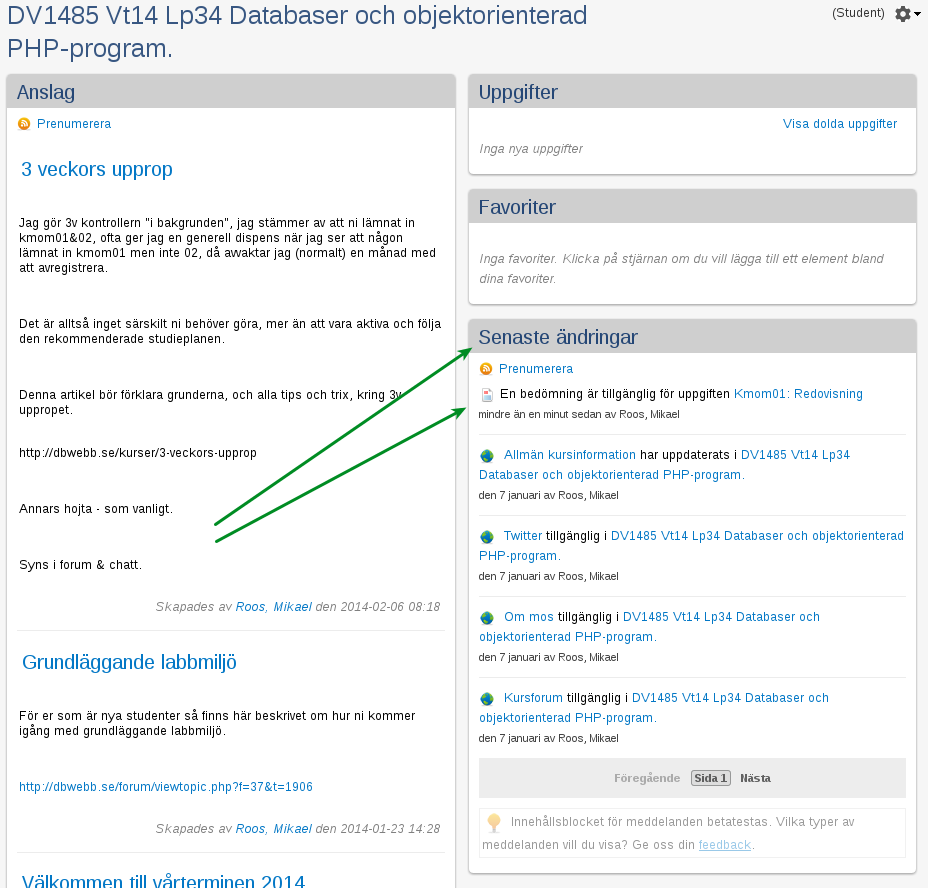 DV1485 Vt14 Lp34 Databaser och objektorienterad
PHP-program.
(Student)
Anslag
Prenumerera
3 veckors upprop
Jag gör 3v kontrollern "i bakgrunden", jag stämmer av att ni lämnat in
kmom01&02, ofta ger jag en generell dispens när jag ser att någon
lämnat in kmom01 men inte 02, då avvaktar jag (normalt) en månad med
att avregistrera.
Det är alltså inget särskilt ni behöver göra, mer än att vara aktiva och följa
den rekommenderade studieplanen.
Denna artikel bör förklara grunderna, och alla tips och trix, kring 3v
uppropet.
http://dbwebb.se/kurser/3-veckors-upprop
Annars hojta - som vanligt.
Syns i forum & chatt.
Skapades av Roos, Mikael den 2014-02-06 08:18
Grundläggande labbmiljö
För er som är nya studenter så finns här beskrivet om hur ni kommer
igång med grundläggande labbmiljö.
http://dbwebb.se/forum/viewtopic.php?f=37&t=1906
Skapades av Roos, Mikael den 2014-01-23 14:28
Välkommen till vårterminen 2014
Uppgifter
Visa dolda uppgifter
Inga nya uppgifter
Favoriter
Inga favoriter. Klicka på stjärnan om du vill lägga till ett element bland
dina favoriter.
Senaste ändringar
Prenumerera
En bedömning är tillgänglig för uppgiften Kmom01: Redovisning
mindre än en minut sedan av Roos, Mikael
Allmän kursinformation har uppdaterats i DV1485 Vt14 Lp34
Databaser och objektorienterad PHP-program.
den 7 januari av Roos, Mikael
Twitter tillgänglig i DV1485 Vt14 Lp34 Databaser och objektorienterad
PHP-program.
den 7 januari av Roos, Mikael
Om mos tillgänglig i DV1485 Vt14 Lp34 Databaser och
objektorienterad PHP-program.
den 7 januari av Roos, Mikael
Kursforum tillgänglig i DV1485 Vt14 Lp34 Databaser och
objektorienterad PHP-program.
den 7 januari av Roos, Mikael
Föregående Sida 1 Nästa
Innehållsblocket för meddelanden betatestas. Vilka typer av
meddelanden vill du visa? Ge oss din feedback.